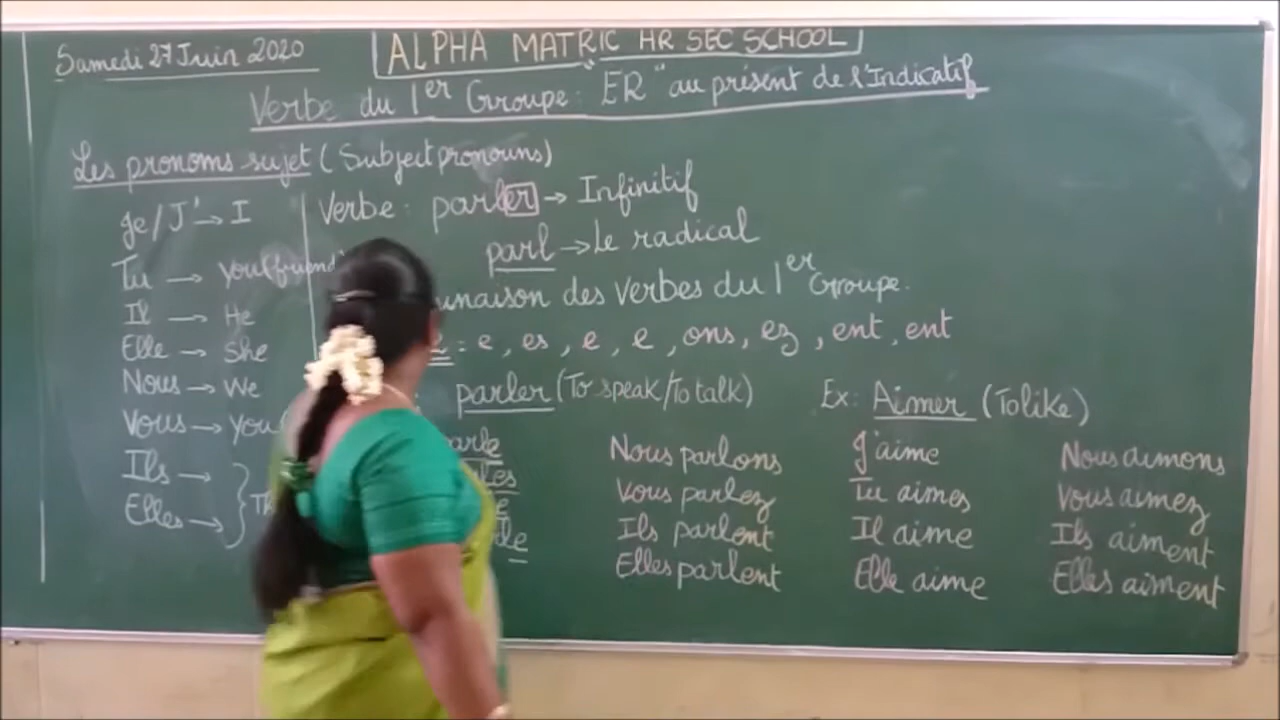 Samedi 27 Juin 2020
ALPHA MATRIC HR SEC SCHOOL
Verbe du 1er Groupe: "ER" au présent de l'Indicatif
Les pronoms sujet (Subject pronouns)
Je/J' → I
Tu → You(friend
Il → He
Elle → She
Nous → We
Vous → you(
Ils →
Elles →
Verbe: parler → Infinitif
parl → Le radical
des verbes du 1er Groupe.
: e, es, e, e, ons, ez, ent, ent
parler (To speak/To talk)
Nous parlons
Vous parlez
Ils parlent
Elles parlent
Ex: Aimer (To like)
J'aime
Tu aimes
Il aime
Elle aime
Nous aimons
Vous aimez
Ils aiment
Elles aiment